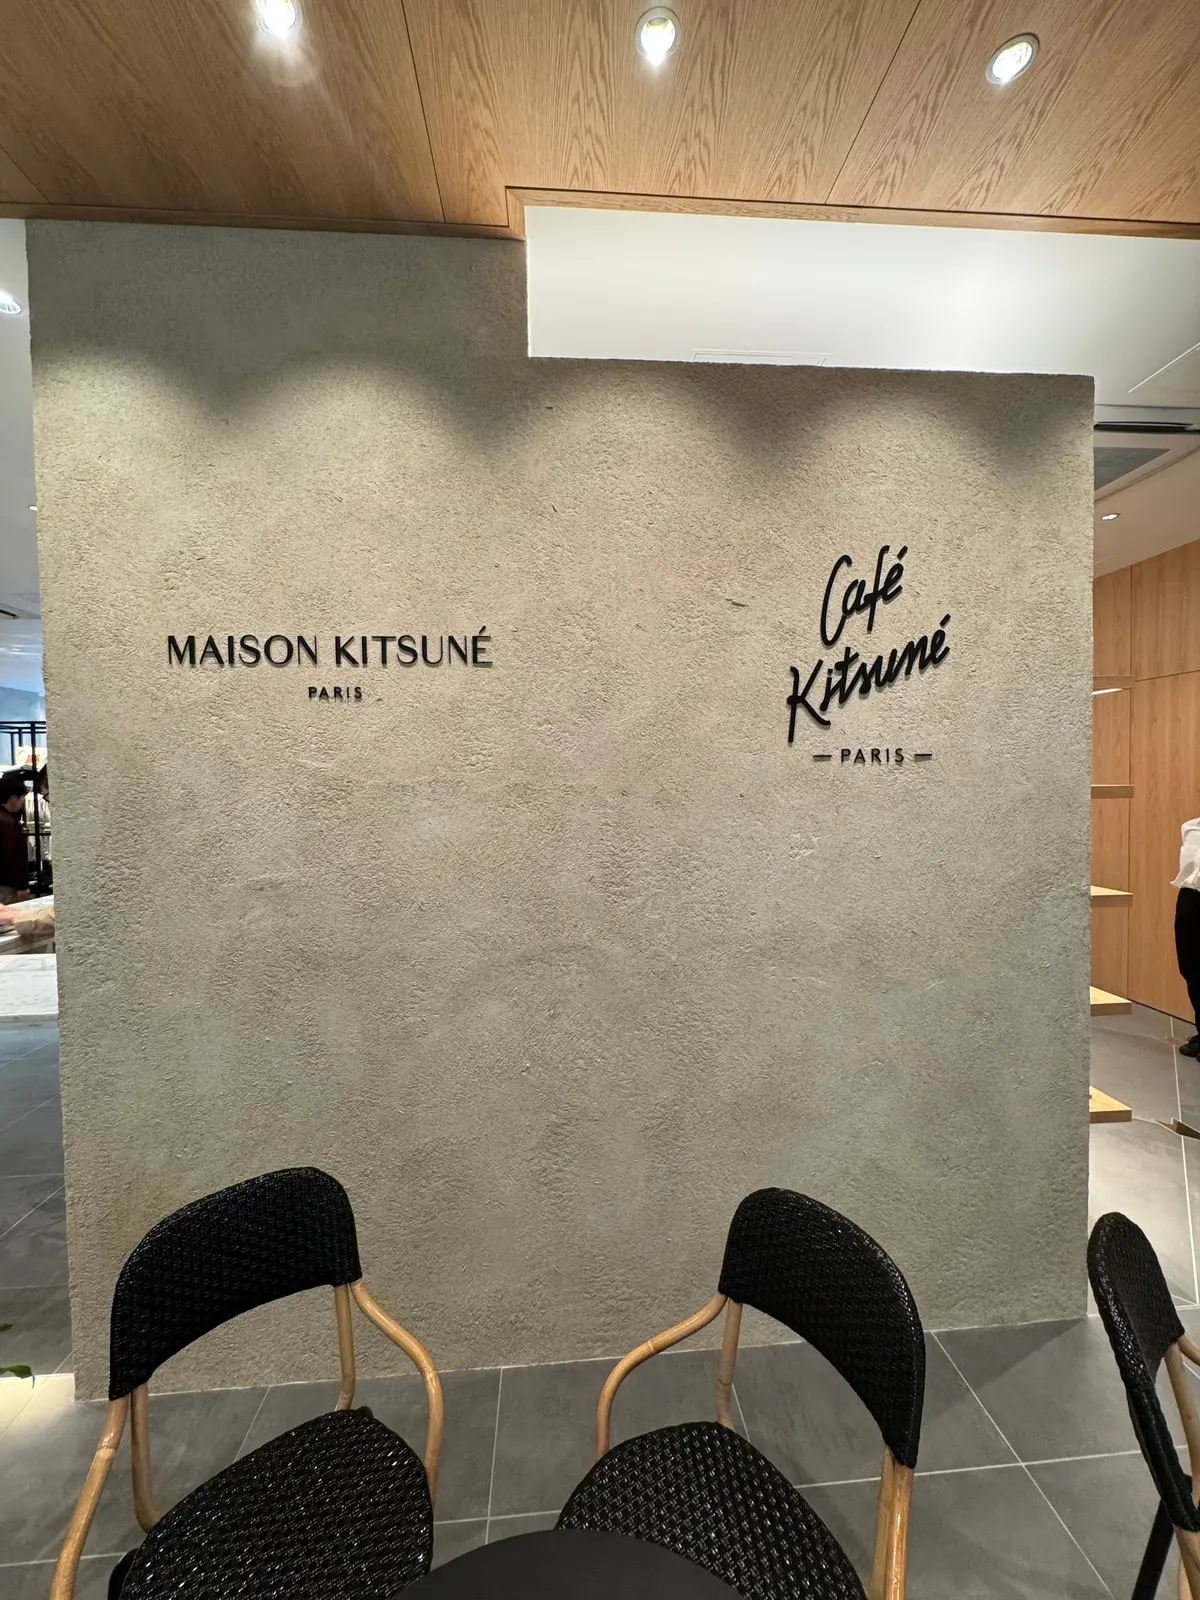 MAISON KITSUNÉ
PARIS
Café
Kitsuné
— PARIS —